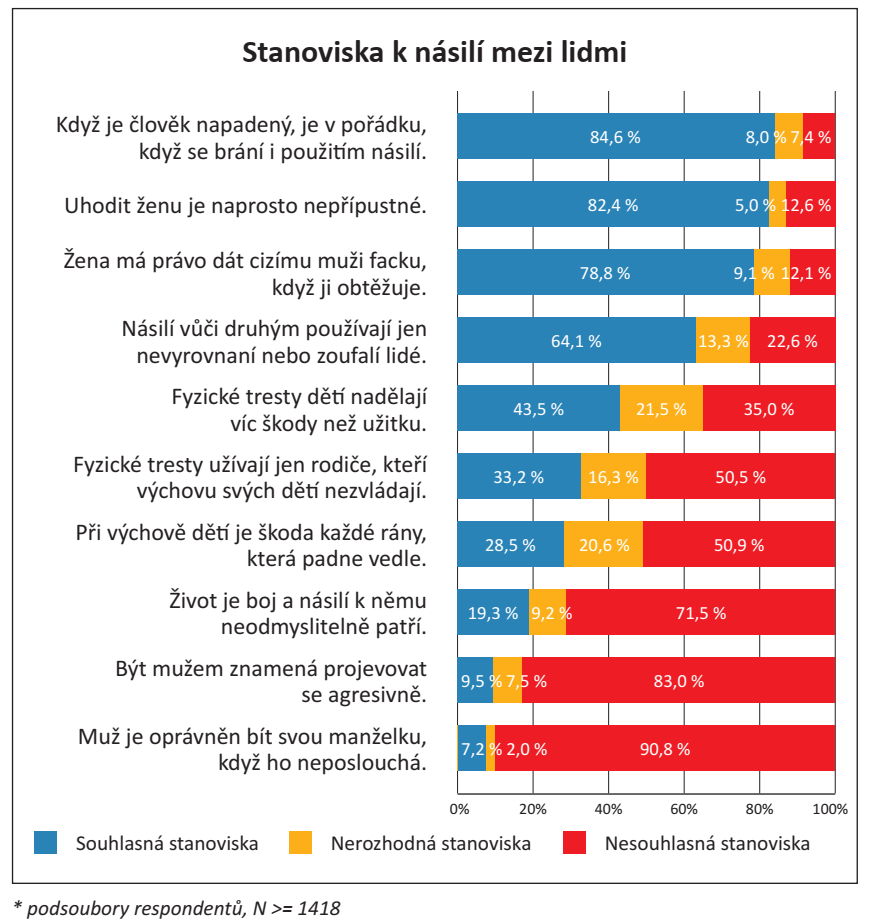 Stanoviska k násilí mezi lidmi
Když je člověk napadený, je v pořádku,
když se brání i použitím násilí.
84,6 % 8,0 % 7,4 %
Uhodit ženu je naprosto nepřípustné.
82,4 % 5,0 % 12,6 %
Žena má právo dát cizímu muži facku,
když ji obtěžuje.
78,8 % 9,1 % 12,1 %
Násilí vůči druhým používají jen
nevyrovnaní nebo zoufalí lidé.
64,1 % 13,3 % 22,6 %
Fyzické tresty dětí nadělají
víc škody než užitku.
43,5 % 21,5 % 35,0 %
Fyzické tresty užívají jen rodiče, kteří
výchovu svých dětí nezvládají.
33,2 % 16,3 % 50,5 %
Při výchově dětí je škoda každé rány,
která padne vedle.
28,5 % 20,6 % 50,9 %
Život je boj a násilí k němu
neodmyslitelně patří.
19,3 % 9,2 % 71,5 %
Být mužem znamená projevovat
se agresivně.
9,5 % 7,5 % 83,0 %
Muž je oprávněn bít svou manželku,
když ho neposlouchá.
7,2 % 2,0 % 90,8 %
0% 20% 40% 60% 80% 100%
Souhlasná stanoviska Nerozhodná stanoviska Nesouhlasná stanoviska
* podsoubory respondentů, N >= 1418